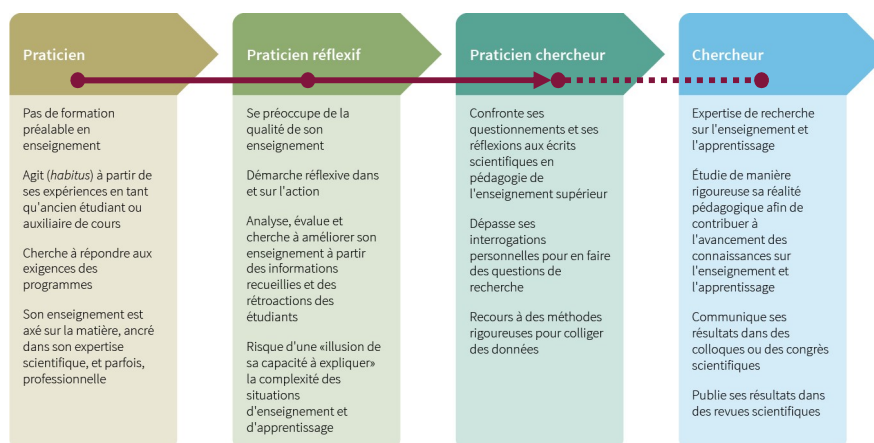 Praticien
Pas de formation
préalable en
enseignement
Agit (habitus) à partir de
ses expériences en tant
qu'ancien étudiant ou
auxiliaire de cours
Cherche à répondre aux
exigences des
programmes
Son enseignement est
axé sur la matière, ancré
dans son expertise
scientifique, et parfois,
professionnelle
Praticien réflexif
Se préoccupe de la
qualité de son
enseignement
Démarche réflexive dans
et sur l'action
Analyse, évalue et
cherche à améliorer son
enseignement à partir
des informations
recueillies et des
rétroactions des
étudiants
Risque d'une «illusion de
sa capacité à expliquer»
la complexité des
situations
d'enseignement et
d'apprentissage
Praticien chercheur
Confronte ses
questionnements et ses
réflexions aux écrits
scientifiques en
pédagogie de
l'enseignement supérieur
Dépasse ses
interrogations
personnelles pour en faire
des questions de
recherche
Recours à des méthodes
rigoureuses pour colliger
des données
Chercheur
Expertise de recherche
sur l'enseignement et
l'apprentissage
Étudie de manière
rigoureuse sa réalité
pédagogique afin de
contribuer à
l'avancement des
connaissances sur
l'enseignement et
l'apprentissage
Communique ses
résultats dans des
colloques ou des congrès
scientifiques
Publie ses résultats dans
des revues scientifiques